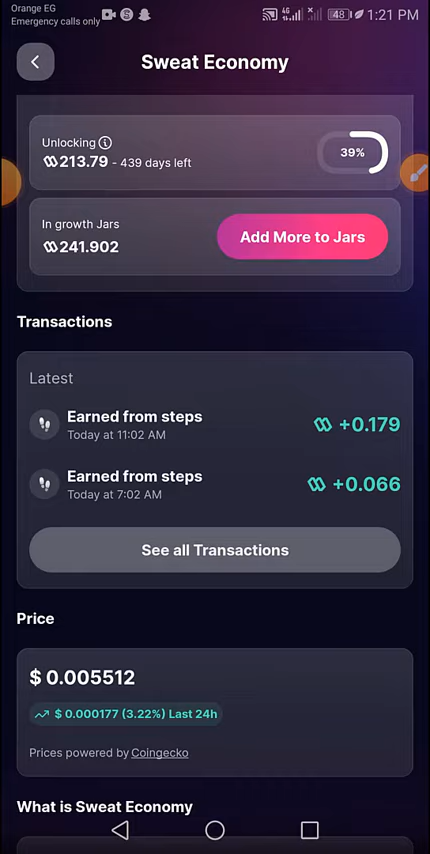 Orange EG
Emergency calls only
4G
48
1:21 PM
Sweat Economy
Unlocking
213.79 - 439 days left
39%
In growth Jars
241.902
Add More to Jars
Transactions
Latest
Earned from steps
Today at 11:02 AM
+0.179
Earned from steps
Today at 7:02 AM
+0.066
See all Transactions
Price
$ 0.005512
$ 0.000177 (3.22%) Last 24h
Prices powered by Coingecko
What is Sweat Economy